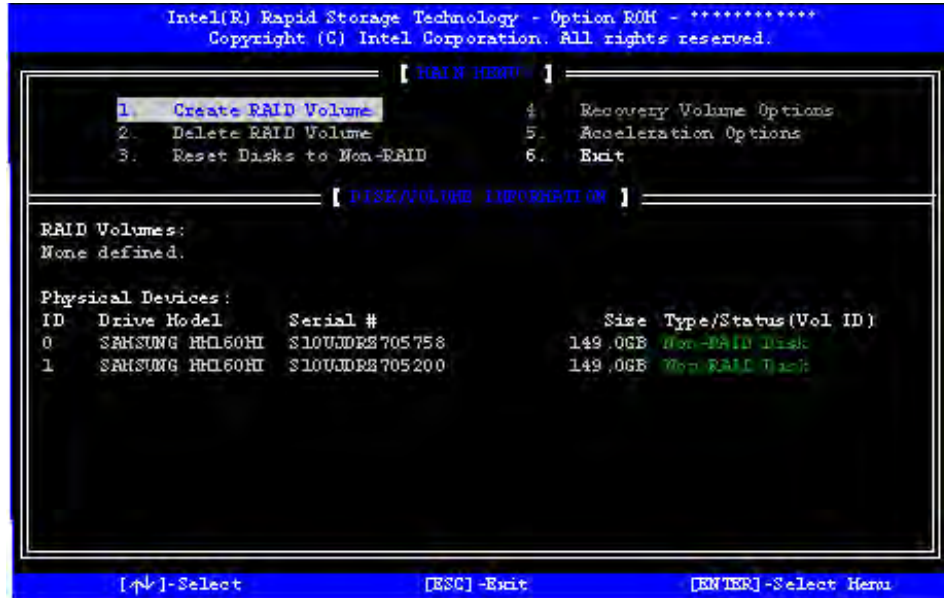 Intel(R) Rapid Storage Technology - Option ROM - ************
Copyright (C) Intel Corporation. All rights reserved.
[ MAIN MENU ]
1. Create RAID Volume
2. Delete RAID Volume
3. Reset Disks to Non-RAID
4. Recovery Volume Options
5. Acceleration Options
6. Exit
[ DISK/VOLUME INFORMATION ]
RAID Volumes:
None defined.
Physical Devices:
ID Drive Model Serial # Size Type/Status(Vol ID)
0 SAMSUNG HM160HI S10UJDRS705758 149.0GB Non-RAID Disk
1 SAMSUNG HM160HI S10UJDRS705200 149.0GB Non-RAID Disk
[↑↓]-Select [ESC]-Exit [ENTER]-Select Menu